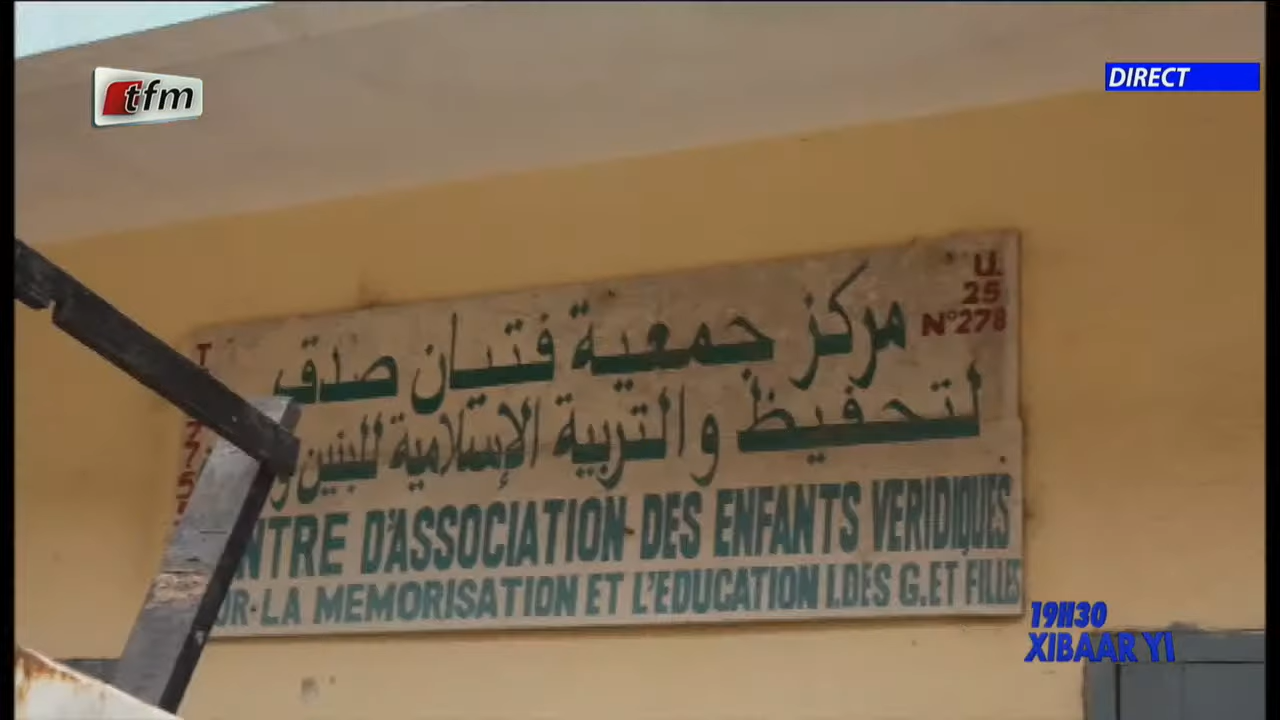 tfm
DIRECT
U.
25
N°278
مركز جمعية فتيان صدق
لتحفيظ والتربية الإسلامية للبنين و
NTRE D'ASSOCIATION DES ENFANTS VERIDIQUES
R. LA MEMORISATION ET L'EDUCATION I.DES G.ET FILLES
19H30
XIBAAR YI